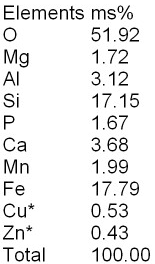 Elements ms%
O 51.92
Mg 1.72
Al 3.12
Si 17.15
P 1.67
Ca 3.68
Mn 1.99
Fe 17.79
Cu* 0.53
Zn* 0.43
Total 100.00